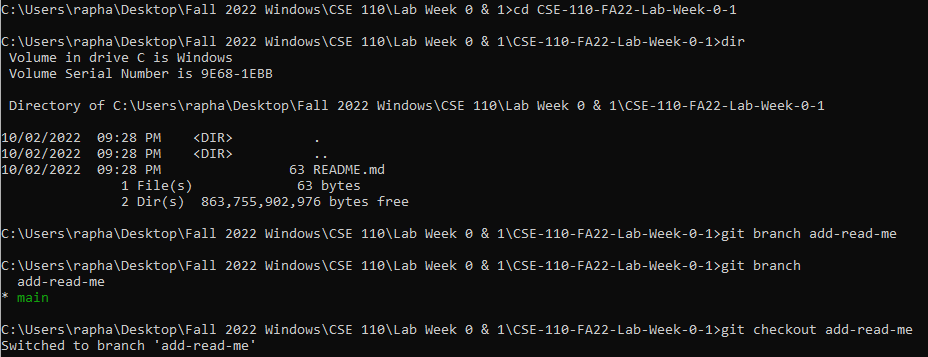 C:\Users\rapha\Desktop\Fall 2022 Windows\CSE 110\Lab Week 0 & 1>cd CSE-110-FA22-Lab-Week-0-1
C:\Users\rapha\Desktop\Fall 2022 Windows\CSE 110\Lab Week 0 & 1\CSE-110-FA22-Lab-Week-0-1>dir
 Volume in drive C is Windows
 Volume Serial Number is 9E68-1EBB
 Directory of C:\Users\rapha\Desktop\Fall 2022 Windows\CSE 110\Lab Week 0 & 1\CSE-110-FA22-Lab-Week-0-1
10/02/2022  09:28 PM    <DIR>          .
10/02/2022  09:28 PM    <DIR>          ..
10/02/2022  09:28 PM                63 README.md
               1 File(s)             63 bytes
               2 Dir(s)  863,755,902,976 bytes free
C:\Users\rapha\Desktop\Fall 2022 Windows\CSE 110\Lab Week 0 & 1\CSE-110-FA22-Lab-Week-0-1>git branch add-read-me
C:\Users\rapha\Desktop\Fall 2022 Windows\CSE 110\Lab Week 0 & 1\CSE-110-FA22-Lab-Week-0-1>git branch
  add-read-me
* main
C:\Users\rapha\Desktop\Fall 2022 Windows\CSE 110\Lab Week 0 & 1\CSE-110-FA22-Lab-Week-0-1>git checkout add-read-me
Switched to branch 'add-read-me'